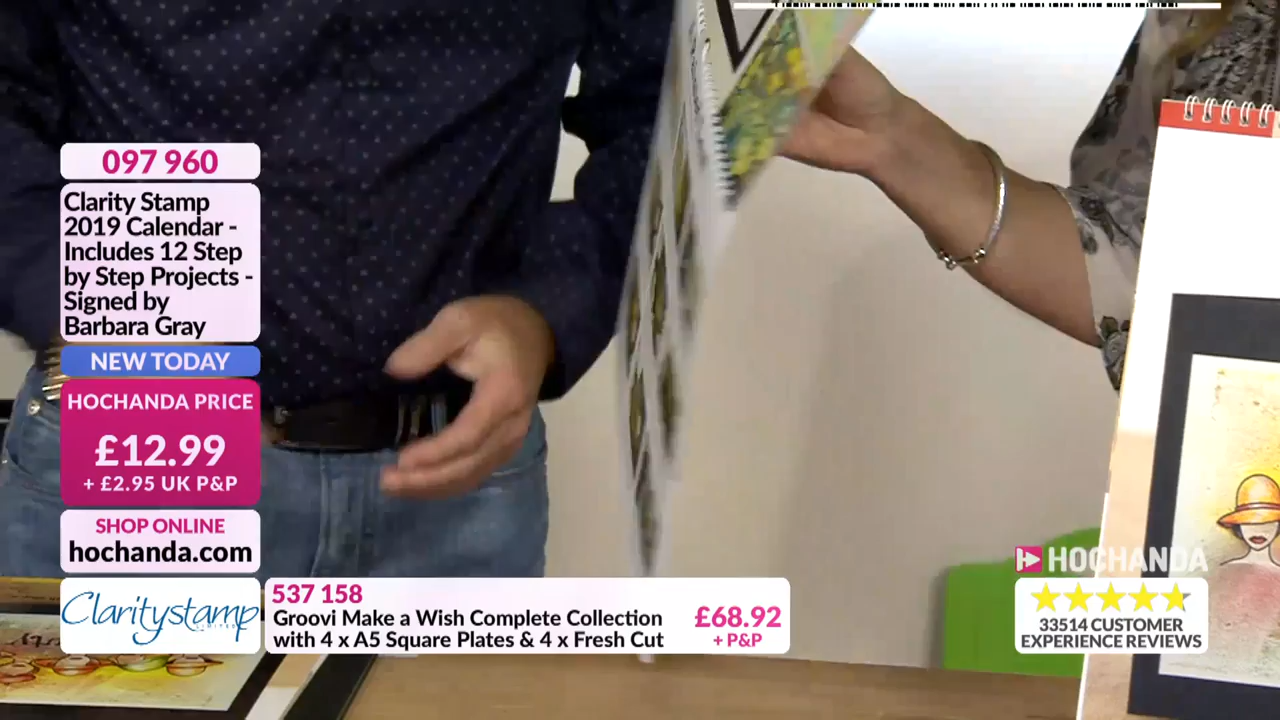 097 960
Clarity Stamp
2019 Calendar -
Includes 12 Step
by Step Projects -
Signed by
Barbara Gray
NEW TODAY
HOCHANDA PRICE
£12.99
+ £2.95 UK P&P
SHOP ONLINE
hochanda.com
Claritystamp
LIMITED
537 158
Groovi Make a Wish Complete Collection
with 4 x A5 Square Plates & 4 x Fresh Cut
£68.92
+ P&P
HOCHANDA
33514 CUSTOMER
EXPERIENCE REVIEWS